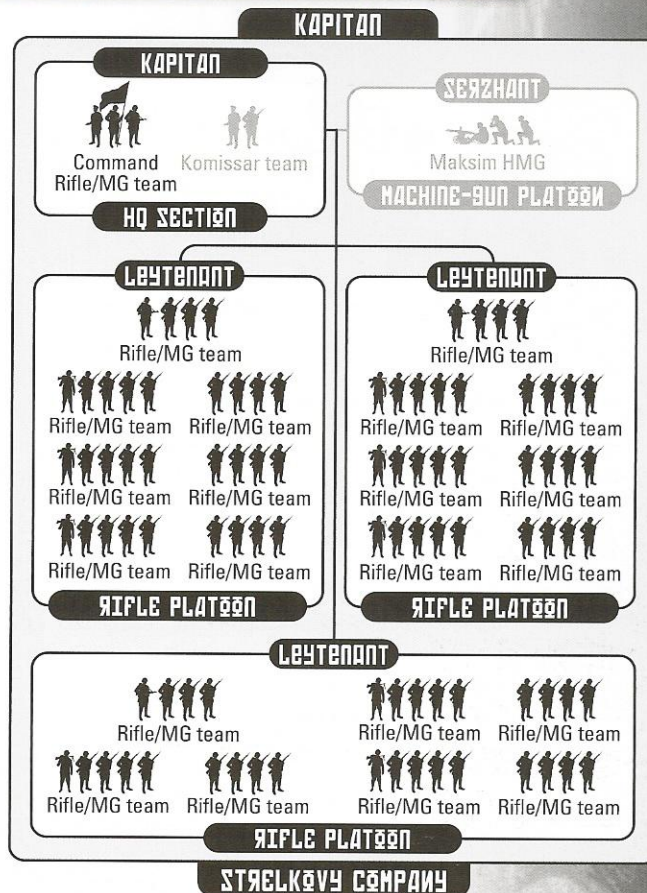 KAPITAN
KAPITAN
Command
Rifle/MG team
Komissar team
HQ SECTION
SERZHANT
Maksim HMG
MACHINE-GUN PLATOON
LEYTENANT
Rifle/MG team
Rifle/MG team Rifle/MG team
Rifle/MG team Rifle/MG team
Rifle/MG team Rifle/MG team
RIFLE PLATOON
LEYTENANT
Rifle/MG team
Rifle/MG team Rifle/MG team
Rifle/MG team Rifle/MG team
Rifle/MG team Rifle/MG team
RIFLE PLATOON
LEYTENANT
Rifle/MG team Rifle/MG team Rifle/MG team
Rifle/MG team Rifle/MG team Rifle/MG team Rifle/MG team
RIFLE PLATOON
STRELKOVY COMPANY